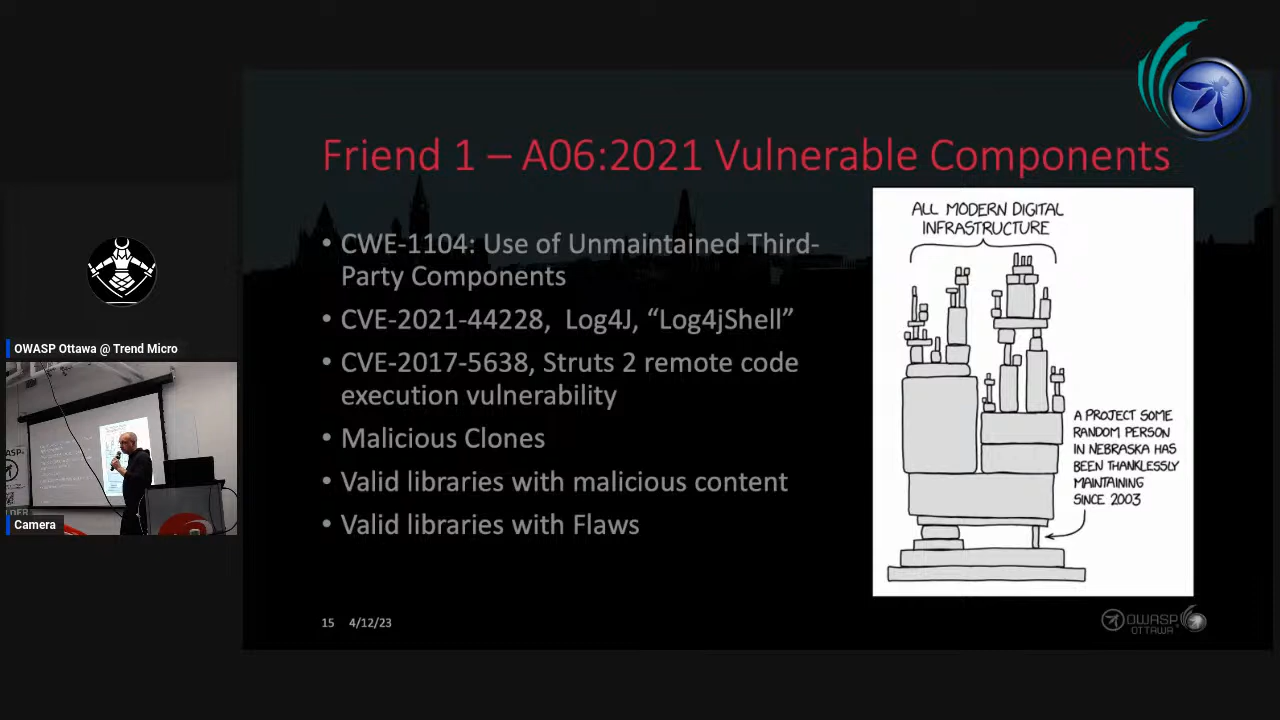 Friend 1 – A06:2021 Vulnerable Components
• CWE-1104: Use of Unmaintained Third-
Party Components
• CVE-2021-44228, Log4J, “Log4jShell”
• CVE-2017-5638, Struts 2 remote code
execution vulnerability
• Malicious Clones
• Valid libraries with malicious content
• Valid libraries with Flaws
ALL MODERN DIGITAL
INFRASTRUCTURE
A PROJECT SOME
RANDOM PERSON
IN NEBRASKA HAS
BEEN THANKLESSLY
MAINTAINING
SINCE 2003
15 4/12/23
OWASP
OTTAWA
OWASP Ottawa @ Trend Micro
Camera